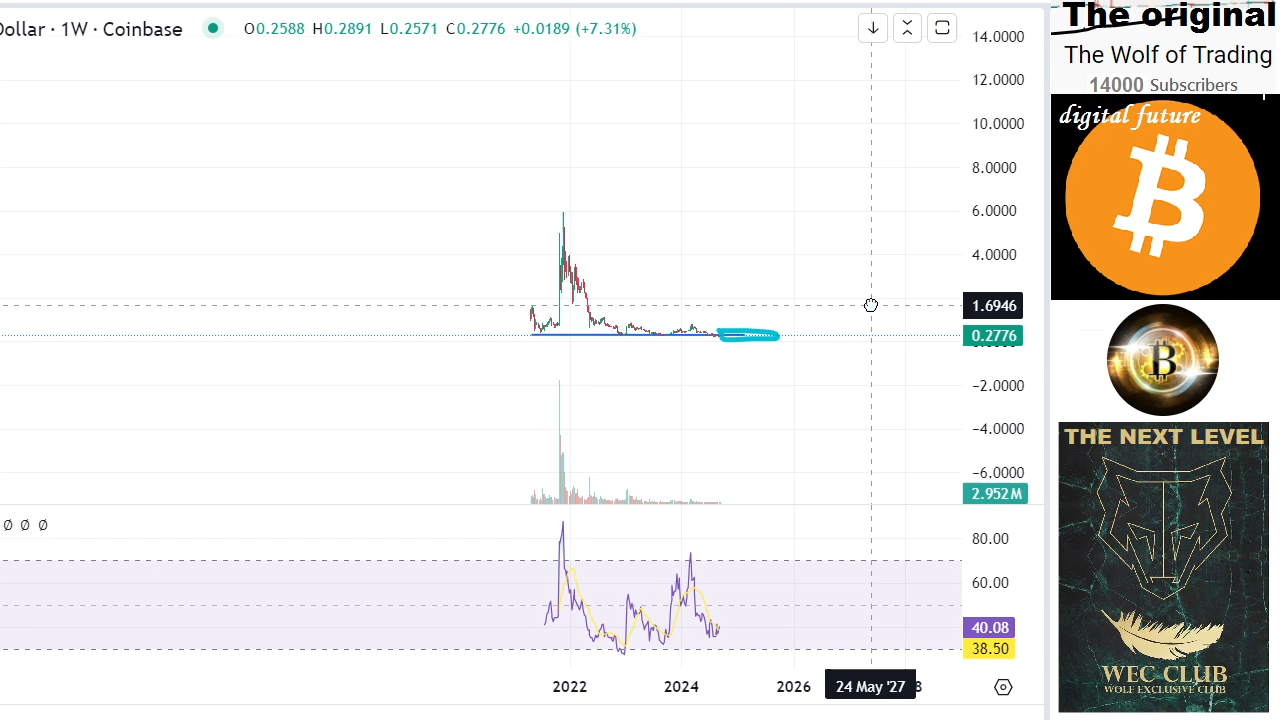 Dollar · 1W · Coinbase
O0.2588 H0.2891 L0.2571 C0.2776 +0.0189 (+7.31%)
14.0000
12.0000
10.0000
8.0000
6.0000
4.0000
1.6946
0.2776
−2.0000
−4.0000
−6.0000
2.952M
Ø Ø Ø
80.00
60.00
40.08
38.50
2022
2024
2026
24 May '27
The original
The Wolf of Trading
14000 Subscribers
digital future
THE NEXT LEVEL
WEC CLUB
WOLF EXCLUSIVE CLUB